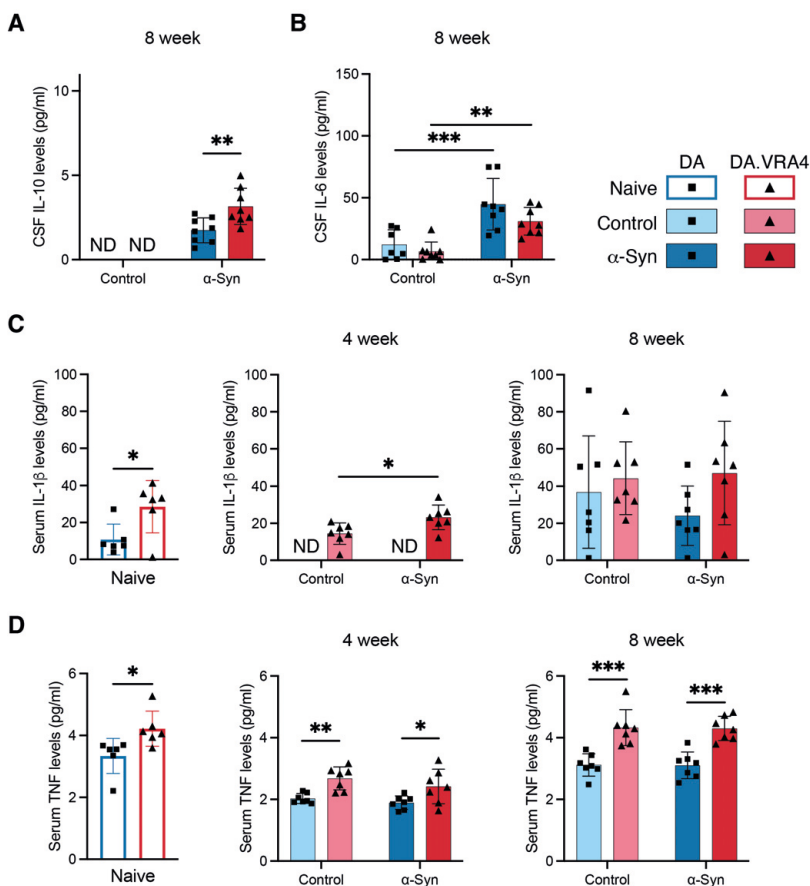 A
8 week
CSF IL-10 levels (pg/ml)
10
5
0
ND ND
**
Control
α-Syn
B
8 week
CSF IL-6 levels (pg/ml)
150
100
50
0
**
***
Control
α-Syn
DA DA.VRA4
Naive
Control
α-Syn
C
Serum IL-1β levels (pg/ml)
100
80
60
40
20
0
*
Naive
4 week
Serum IL-1β levels (pg/ml)
100
80
60
40
20
0
*
ND
ND
Control
α-Syn
8 week
Serum IL-1β levels (pg/ml)
100
80
60
40
20
0
Control
α-Syn
D
Serum TNF levels (pg/ml)
6
4
2
0
*
Naive
4 week
Serum TNF levels (pg/ml)
6
4
2
0
**
*
Control
α-Syn
8 week
Serum TNF levels (pg/ml)
6
4
2
0
***
***
Control
α-Syn